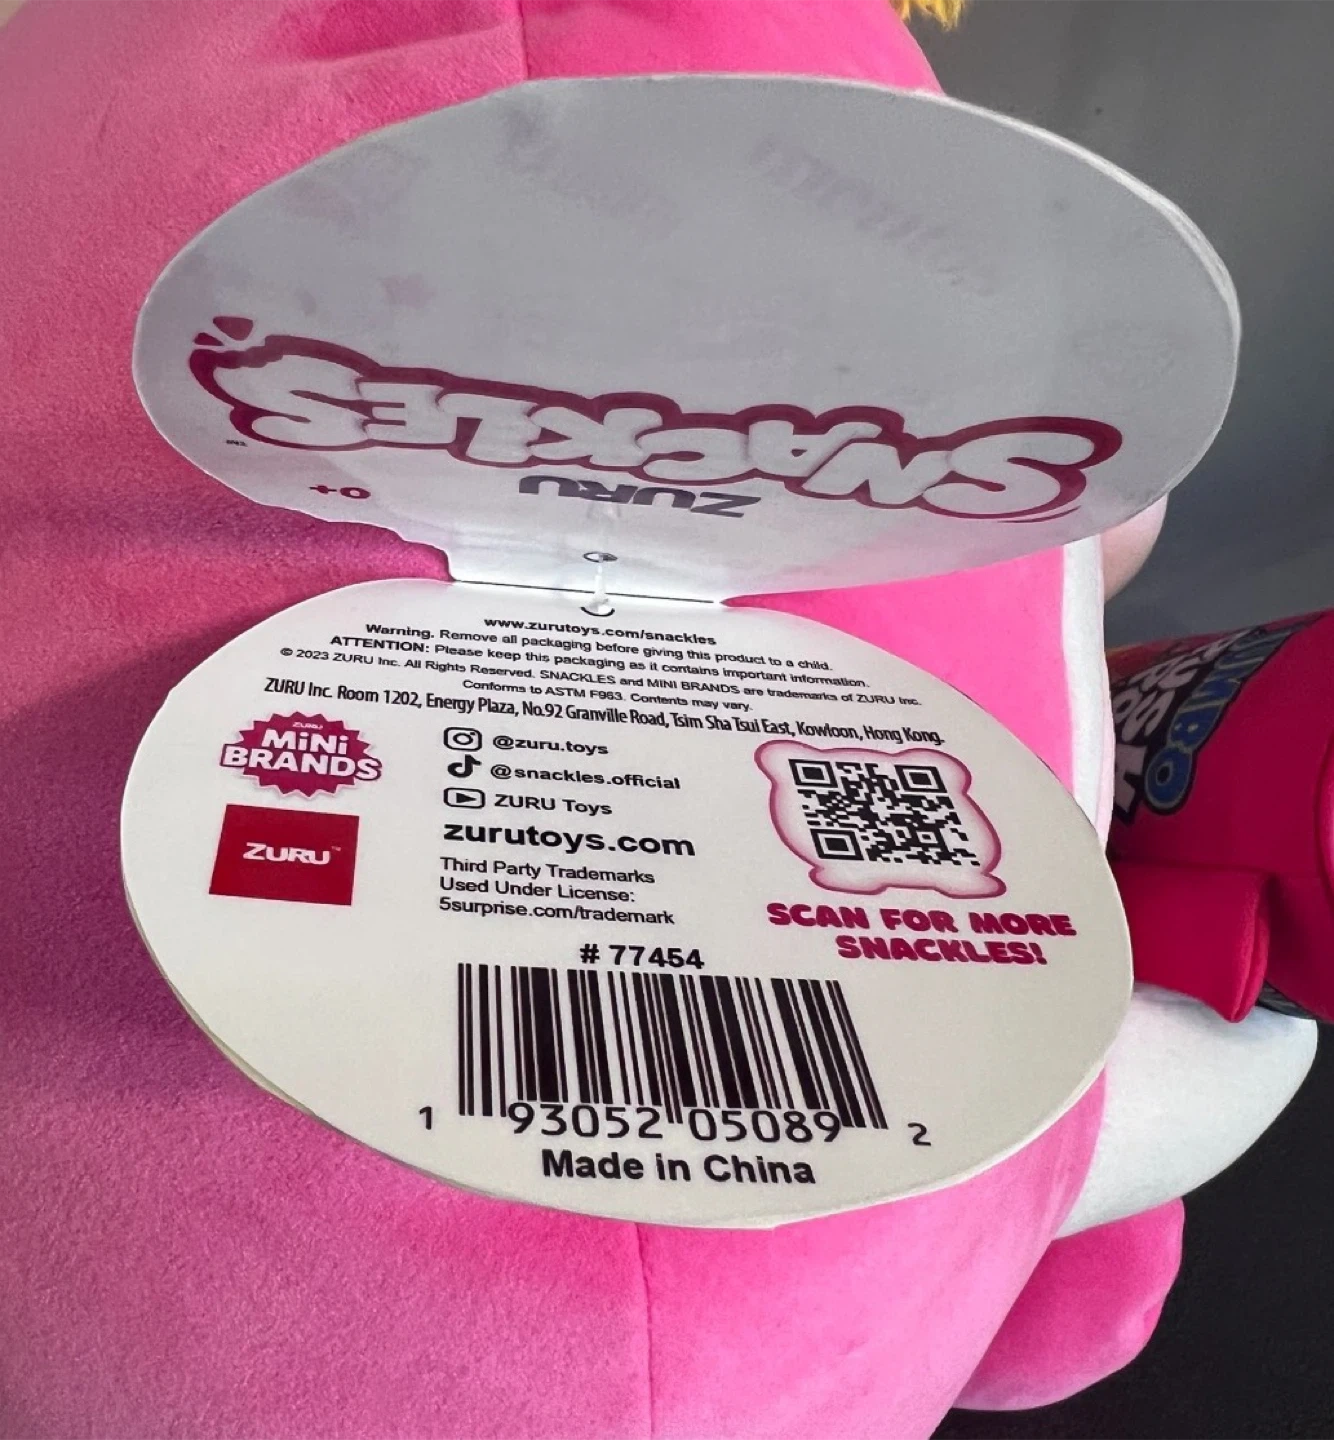 SNACKLES
ZURU
0+
www.zurutoys.com/snackles
Warning. Remove all packaging before giving this product to a child.
ATTENTION: Please keep this packaging as it contains important information.
© 2023 ZURU Inc. All Rights Reserved. SNACKLES and MINI BRANDS are trademarks of ZURU Inc.
Conforms to ASTM F963. Contents may vary.
ZURU Inc. Room 1202, Energy Plaza, No.92 Granville Road, Tsim Sha Tsui East, Kowloon, Hong Kong.
ZURU
MiNi
BRANDS
ZURU™
@zuru.toys
@snackles.official
ZURU Toys
zurutoys.com
Third Party Trademarks
Used Under License:
5surprise.com/trademark
SCAN FOR MORE
SNACKLES!
# 77454
1 93052 05089 2
Made in China
JUMBO